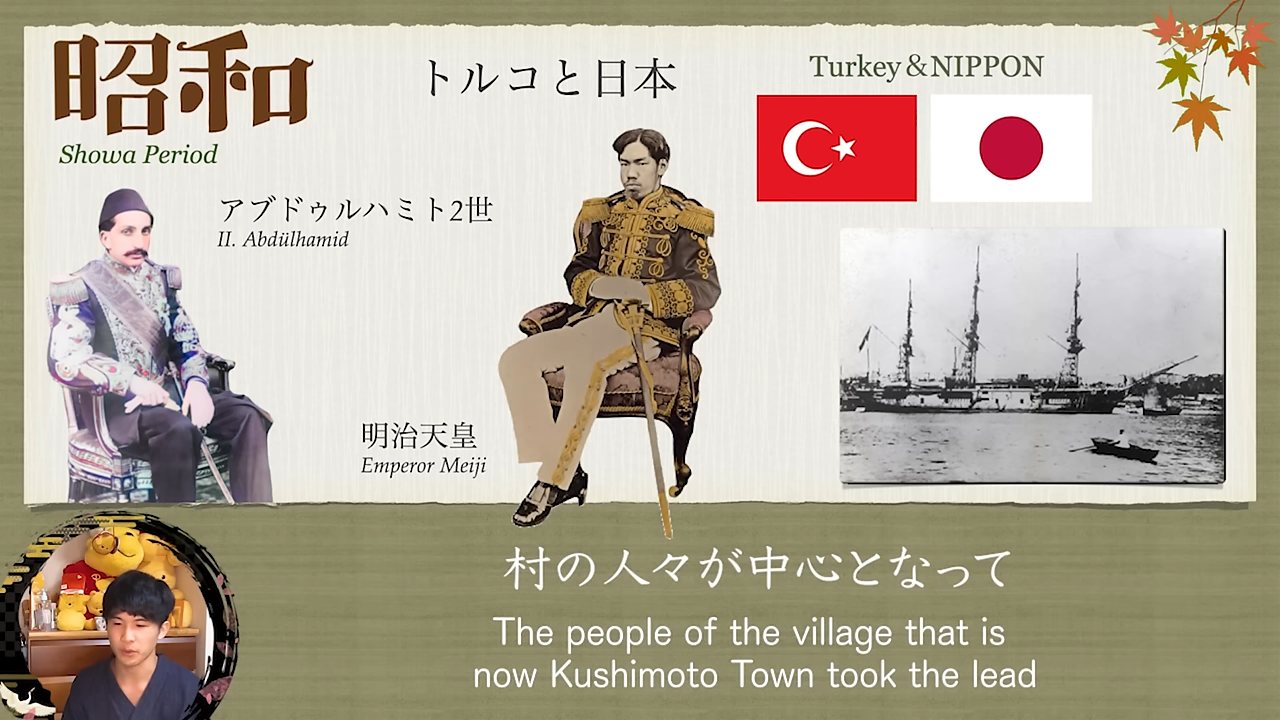 昭和
Showa Period
トルコと日本
Turkey＆NIPPON
アブドゥルハミト2世
II. Abdülhamid
明治天皇
Emperor Meiji
村の人々が中心となって
The people of the village that is
now Kushimoto Town took the lead